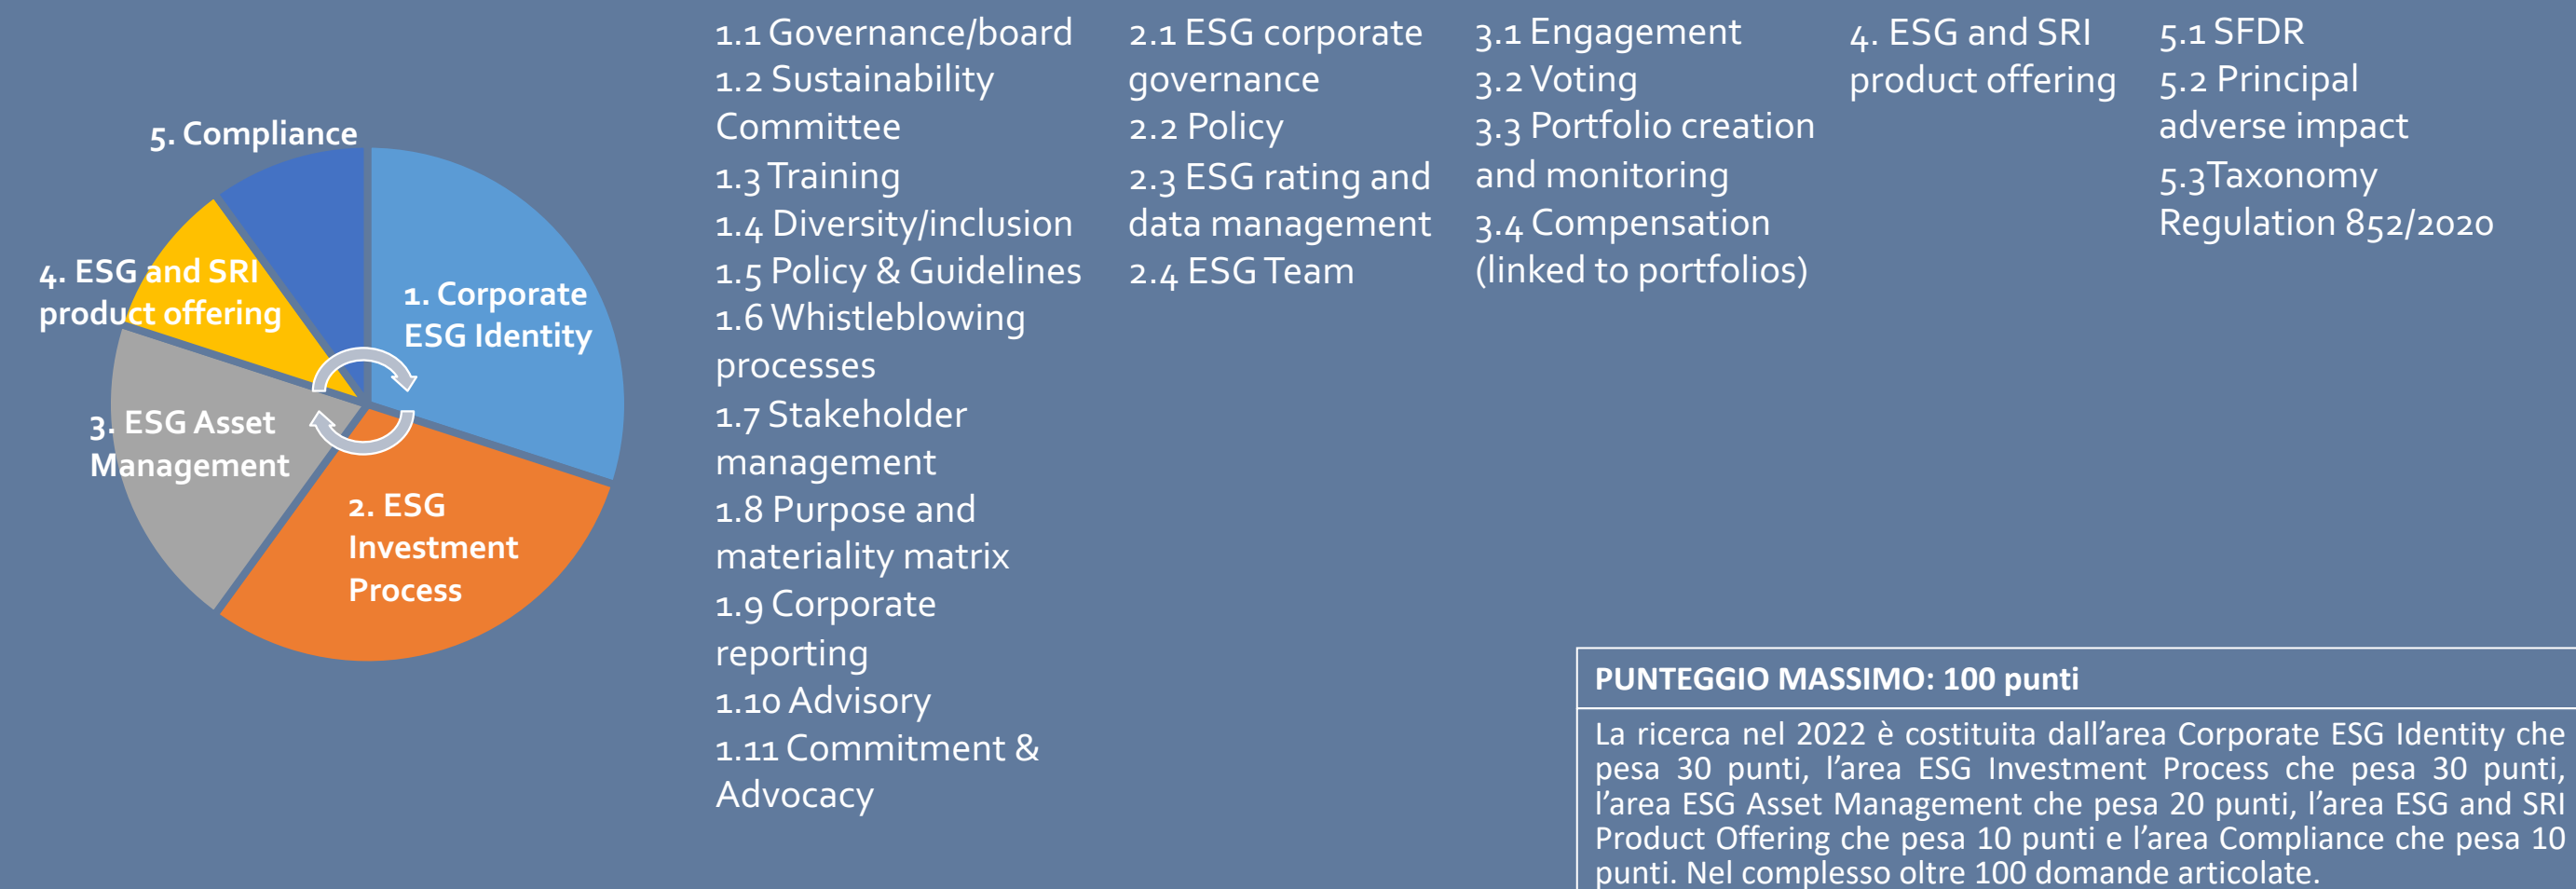 5. Compliance
4. ESG and SRI
product offering
1. Corporate
ESG Identity
3. ESG Asset
Management
2. ESG
Investment
Process
1.1 Governance/board
1.2 Sustainability
Committee
1.3 Training
1.4 Diversity/inclusion
1.5 Policy & Guidelines
1.6 Whistleblowing
processes
1.7 Stakeholder
management
1.8 Purpose and
materiality matrix
1.9 Corporate
reporting
1.10 Advisory
1.11 Commitment &
Advocacy
2.1 ESG corporate
governance
2.2 Policy
2.3 ESG rating and
data management
2.4 ESG Team
3.1 Engagement
3.2 Voting
3.3 Portfolio creation
and monitoring
3.4 Compensation
(linked to portfolios)
4. ESG and SRI
product offering
5.1 SFDR
5.2 Principal
adverse impact
5.3Taxonomy
Regulation 852/2020
PUNTEGGIO MASSIMO: 100 punti
La ricerca nel 2022 è costituita dall’area Corporate ESG Identity che
pesa 30 punti, l’area ESG Investment Process che pesa 30 punti,
l’area ESG Asset Management che pesa 20 punti, l’area ESG and SRI
Product Offering che pesa 10 punti e l’area Compliance che pesa 10
punti. Nel complesso oltre 100 domande articolate.